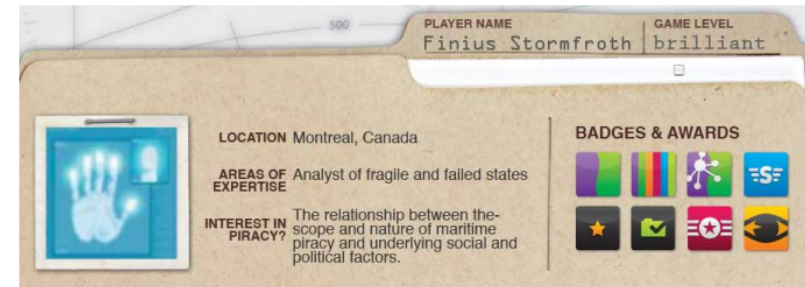 500
PLAYER NAME
GAME LEVEL
Finius Stormfroth
brilliant
LOCATION
Montreal, Canada
AREAS OF
EXPERTISE
Analyst of fragile and failed states
INTEREST IN
PIRACY?
The relationship between the-
scope and nature of maritime
piracy and underlying social and
political factors.
BADGES & AWARDS
S